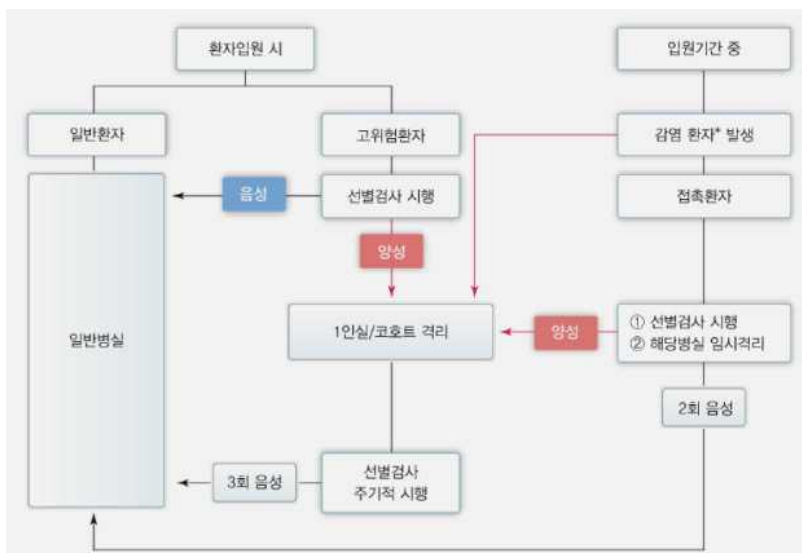 환자입원 시
입원기간 중
일반환자
고위험환자
감염 환자* 발생
음성
선별검사 시행
접촉환자
양성
일반병실
1인실/코호트 격리
양성
① 선별검사 시행
② 해당병실 임시격리
2회 음성
3회 음성
선별검사
주기적 시행